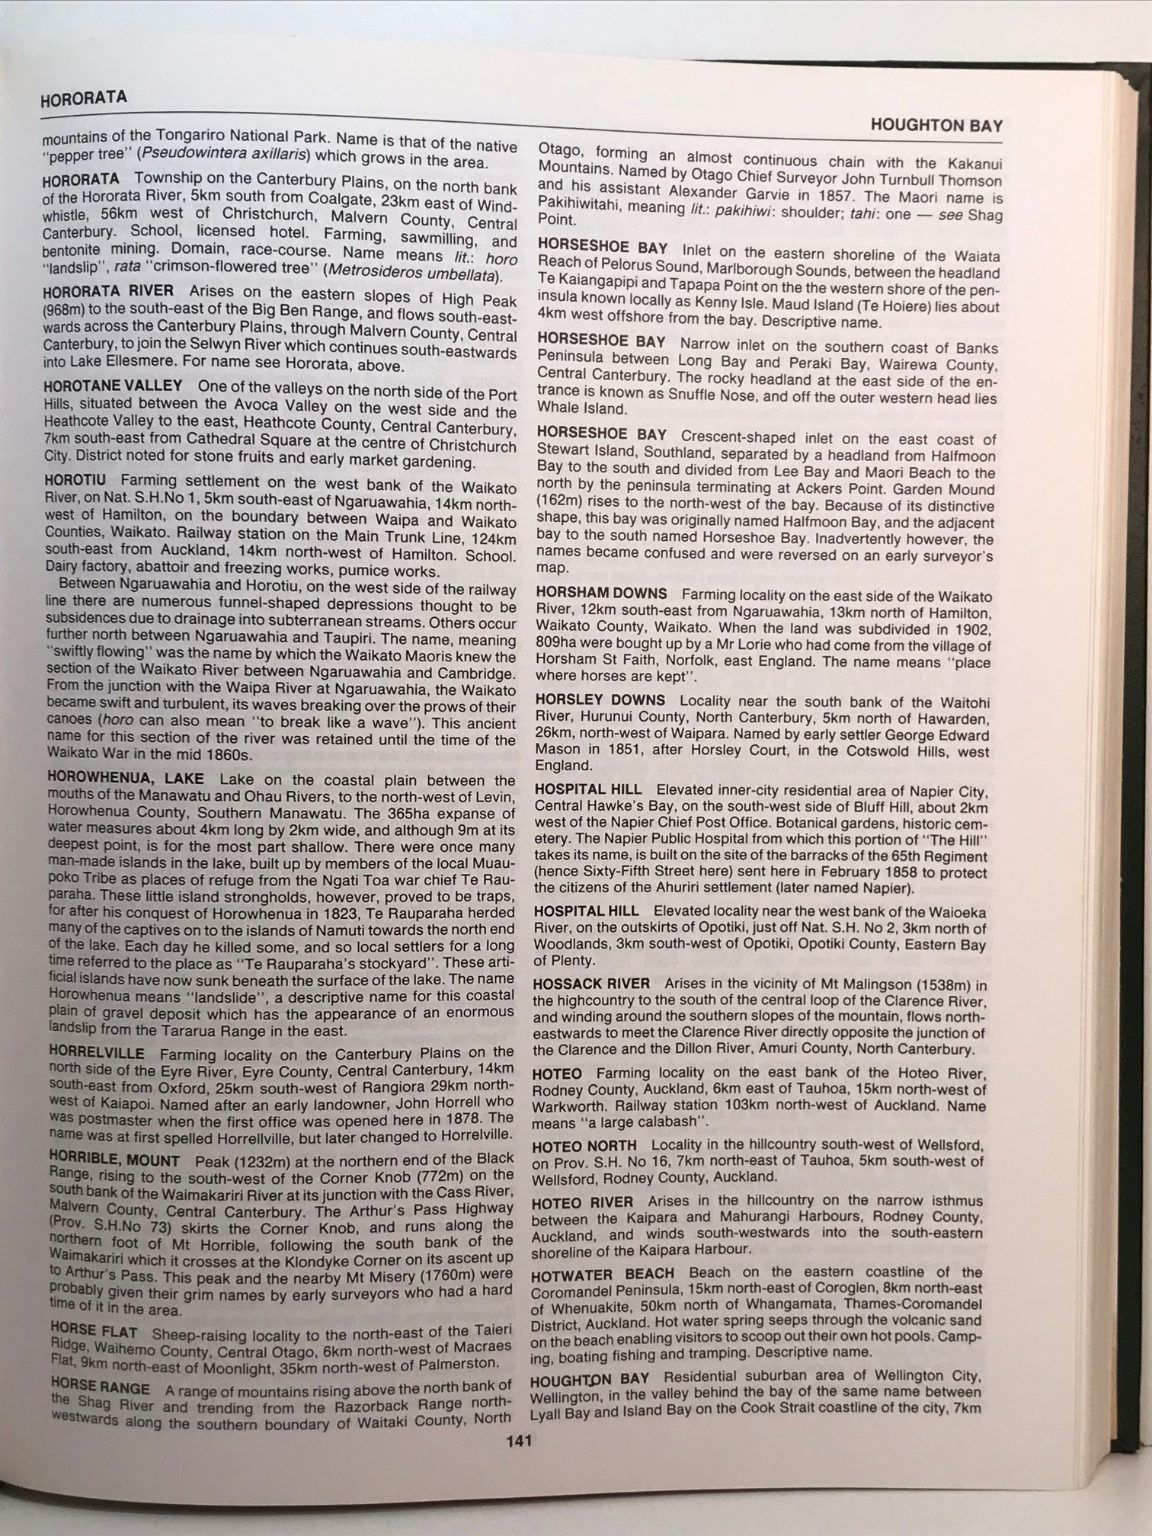 HORORATA
HOUGHTON BAY
mountains of the Tongariro National Park. Name is that of the native
"pepper tree" (Pseudowintera axillaris) which grows in the area.
HORORATA Township on the Canterbury Plains, on the north bank
of the Hororata River, 5km south from Coalgate, 23km east of Wind-
whistle, 56km west of Christchurch, Malvern County, Central
Canterbury. School, licensed hotel. Farming, sawmilling, and
bentonite mining. Domain, race-course. Name means lit.: horo
"landslip", rata "crimson-flowered tree" (Metrosideros umbellata).
HORORATA RIVER Arises on the eastern slopes of High Peak
(968m) to the south-east of the Big Ben Range, and flows south-east-
wards across the Canterbury Plains, through Malvern County, Central
Canterbury, to join the Selwyn River which continues south-eastwards
into Lake Ellesmere. For name see Hororata, above.
HOROTANE VALLEY One of the valleys on the north side of the Port
Hills, situated between the Avoca Valley on the west side and the
Heathcote Valley to the east, Heathcote County, Central Canterbury,
7km south-east from Cathedral Square at the centre of Christchurch
City. District noted for stone fruits and early market gardening.
HOROTIU Farming settlement on the west bank of the Waikato
River, on Nat. S.H.No 1, 5km south-east of Ngaruawahia, 14km north-
west of Hamilton, on the boundary between Waipa and Waikato
Counties, Waikato. Railway station on the Main Trunk Line, 124km
south-east from Auckland, 14km north-west of Hamilton. School.
Dairy factory, abattoir and freezing works, pumice works.
Between Ngaruawahia and Horotiu, on the west side of the railway
line there are numerous funnel-shaped depressions thought to be
subsidences due to drainage into subterranean streams. Others occur
further north between Ngaruawahia and Taupiri. The name, meaning
"swiftly flowing" was the name by which the Waikato Maoris knew the
section of the Waikato River between Ngaruawahia and Cambridge.
From the junction with the Waipa River at Ngaruawahia, the Waikato
became swift and turbulent, its waves breaking over the prows of their
canoes (horo can also mean "to break like a wave"). This ancient
name for this section of the river was retained until the time of the
Waikato War in the mid 1860s.
HOROWHENUA, LAKE Lake on the coastal plain between the
mouths of the Manawatu and Ohau Rivers, to the north-west of Levin,
Horowhenua County, Southern Manawatu. The 365ha expanse of
water measures about 4km long by 2km wide, and although 9m at its
deepest point, is for the most part shallow. There were once many
man-made islands in the lake, built up by members of the local Muau-
poko Tribe as places of refuge from the Ngati Toa war chief Te Rau-
paraha. These little island strongholds, however, proved to be traps,
for after his conquest of Horowhenua in 1823, Te Rauparaha herded
many of the captives on to the islands of Namuti towards the north end
of the lake. Each day he killed some, and so local settlers for a long
time referred to the place as "Te Rauparaha's stockyard". These arti-
ficial islands have now sunk beneath the surface of the lake. The name
Horowhenua means "landslide", a descriptive name for this coastal
plain of gravel deposit which has the appearance of an enormous
landslip from the Tararua Range in the east.
HORRELVILLE Farming locality on the Canterbury Plains on the
north side of the Eyre River, Eyre County, Central Canterbury, 14km
south-east from Oxford, 25km south-west of Rangiora 29km north-
west of Kaiapoi. Named after an early landowner, John Horrell who
was postmaster when the first office was opened here in 1878. The
name was at first spelled Horrellville, but later changed to Horrelville.
HORRIBLE, MOUNT Peak (1232m) at the northern end of the Black
Range, rising to the south-west of the Corner Knob (772m) on the
south bank of the Waimakariri River at its junction with the Cass River,
Malvern County, Central Canterbury. The Arthur's Pass Highway
(Prov. S.H.No 73) skirts the Corner Knob, and runs along the
northern foot of Mt Horrible, following the south bank of the
Waimakariri which it crosses at the Klondyke Corner on its ascent up
to Arthur's Pass. This peak and the nearby Mt Misery (1760m) were
probably given their grim names by early surveyors who had a hard
time of it in the area.
HORSE FLAT Sheep-raising locality to the north-east of the Taieri
Ridge, Waihemo County, Central Otago, 6km north-west of Macraes
Flat, 9km north-east of Moonlight, 35km north-west of Palmerston.
HORSE RANGE A range of mountains rising above the north bank of
the Shag River and trending from the Razorback Range north-
westwards along the southern boundary of Waitaki County, North
Otago, forming an almost continuous chain with the Kakanui
Mountains. Named by Otago Chief Surveyor John Turnbull Thomson
and his assistant Alexander Garvie in 1857. The Maori name is
Pakihiwitahi, meaning lit.: pakihiwi: shoulder; tahi: one — see Shag
Point.
HORSESHOE BAY Inlet on the eastern shoreline of the Waiata
Reach of Pelorus Sound, Marlborough Sounds, between the headland
Te Kaiangapipi and Tapapa Point on the the western shore of the pen-
insula known locally as Kenny Isle. Maud Island (Te Hoiere) lies about
4km west offshore from the bay. Descriptive name.
HORSESHOE BAY Narrow inlet on the southern coast of Banks
Peninsula between Long Bay and Peraki Bay, Wairewa County,
Central Canterbury. The rocky headland at the east side of the en-
trance is known as Snuffle Nose, and off the outer western head lies
Whale Island.
HORSESHOE BAY Crescent-shaped inlet on the east coast of
Stewart Island, Southland, separated by a headland from Halfmoon
Bay to the south and divided from Lee Bay and Maori Beach to the
north by the peninsula terminating at Ackers Point. Garden Mound
(162m) rises to the north-west of the bay. Because of its distinctive
shape, this bay was originally named Halfmoon Bay, and the adjacent
bay to the south named Horseshoe Bay. Inadvertently however, the
names became confused and were reversed on an early surveyor's
map.
HORSHAM DOWNS Farming locality on the east side of the Waikato
River, 12km south-east from Ngaruawahia, 13km north of Hamilton,
Waikato County, Waikato. When the land was subdivided in 1902,
809ha were bought up by a Mr Lorie who had come from the village of
Horsham St Faith, Norfolk, east England. The name means "place
where horses are kept".
HORSLEY DOWNS Locality near the south bank of the Waitohi
River, Hurunui County, North Canterbury, 5km north of Hawarden,
26km, north-west of Waipara. Named by early settler George Edward
Mason in 1851, after Horsley Court, in the Cotswold Hills, west
England.
HOSPITAL HILL Elevated inner-city residential area of Napier City,
Central Hawke's Bay, on the south-west side of Bluff Hill, about 2km
west of the Napier Chief Post Office. Botanical gardens, historic cem-
etery. The Napier Public Hospital from which this portion of "The Hill"
takes its name, is built on the site of the barracks of the 65th Regiment
(hence Sixty-Fifth Street here) sent here in February 1858 to protect
the citizens of the Ahuriri settlement (later named Napier).
HOSPITAL HILL Elevated locality near the west bank of the Waioeka
River, on the outskirts of Opotiki, just off Nat. S.H. No 2, 3km north of
Woodlands, 3km south-west of Opotiki, Opotiki County, Eastern Bay
of Plenty.
HOSSACK RIVER Arises in the vicinity of Mt Malingson (1538m) in
the highcountry to the south of the central loop of the Clarence River,
and winding around the southern slopes of the mountain, flows north-
eastwards to meet the Clarence River directly opposite the junction of
the Clarence and the Dillon River, Amuri County, North Canterbury.
HOTEO Farming locality on the east bank of the Hoteo River,
Rodney County, Auckland, 6km east of Tauhoa, 15km north-west of
Warkworth. Railway station 103km north-west of Auckland. Name
means "a large calabash".
HOTEO NORTH Locality in the hillcountry south-west of Wellsford,
on Prov. S.H. No 16, 7km north-east of Tauhoa, 5km south-west of
Wellsford, Rodney County, Auckland.
HOTEO RIVER Arises in the hillcountry on the narrow isthmus
between the Kaipara and Mahurangi Harbours, Rodney County,
Auckland, and winds south-westwards into the south-eastern
shoreline of the Kaipara Harbour.
HOTWATER BEACH Beach on the eastern coastline of the
Coromandel Peninsula, 15km north-east of Coroglen, 8km north-east
of Whenuakite, 50km north of Whangamata, Thames-Coromandel
District, Auckland. Hot water spring seeps through the volcanic sand
on the beach enabling visitors to scoop out their own hot pools. Camp-
ing, boating fishing and tramping. Descriptive name.
HOUGHTON BAY Residential suburban area of Wellington City,
Wellington, in the valley behind the bay of the same name between
Lyall Bay and Island Bay on the Cook Strait coastline of the city, 7km
141